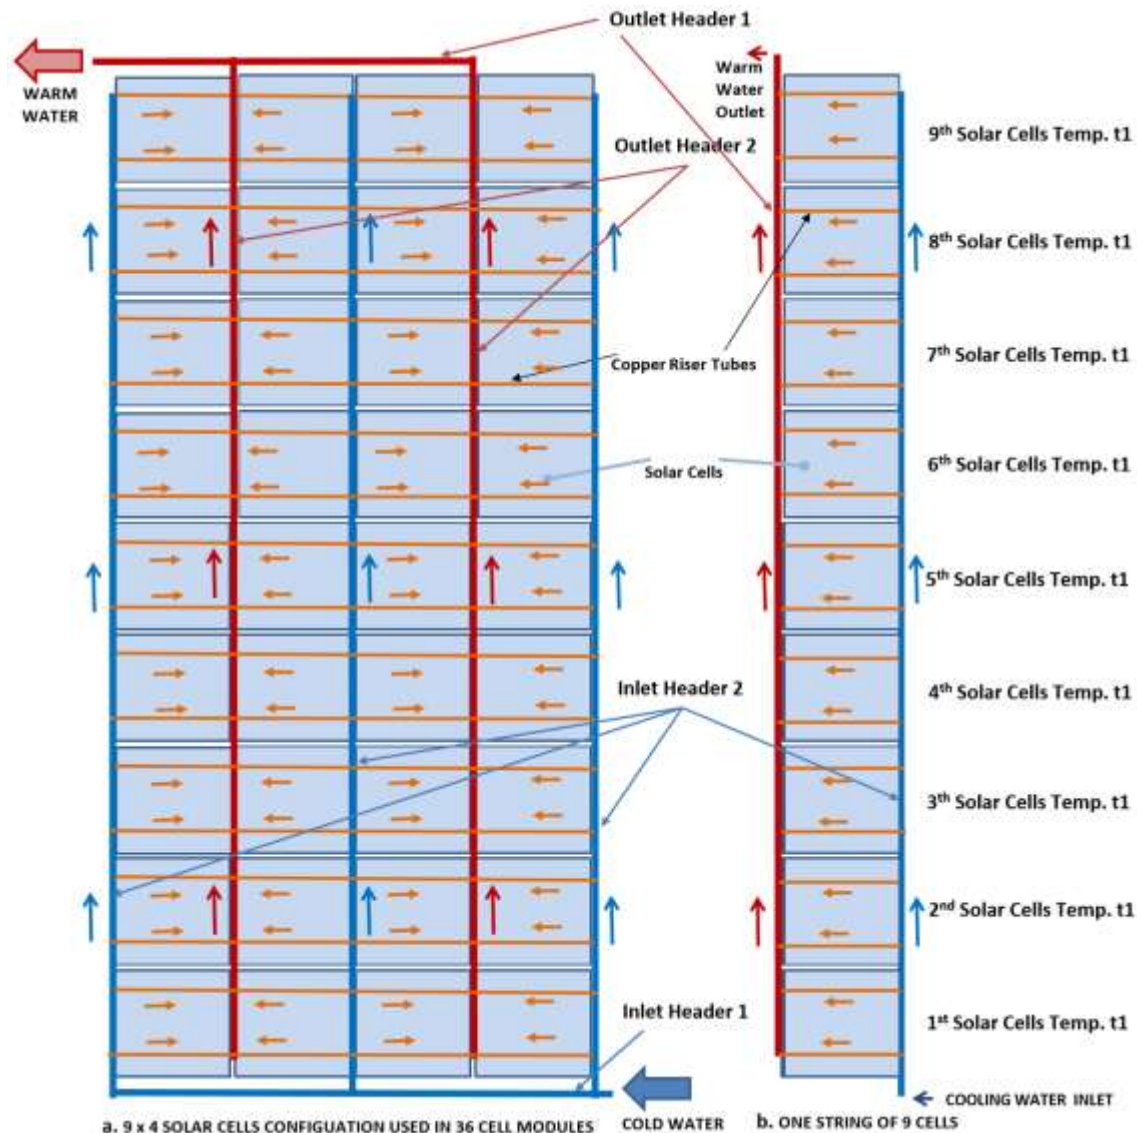 Outlet Header 1
WARM
WATER
Warm
Water
Outlet
9th Solar Cells Temp. t1
Outlet Header 2
8th Solar Cells Temp. t1
7th Solar Cells Temp. t1
Copper Riser Tubes
6th Solar Cells Temp. t1
Solar Cells
5th Solar Cells Temp. t1
Inlet Header 2
4th Solar Cells Temp. t1
3th Solar Cells Temp. t1
2nd Solar Cells Temp. t1
Inlet Header 1
1st Solar Cells Temp. t1
COOLING WATER INLET
a. 9 x 4 SOLAR CELLS CONFIGUATION USED IN 36 CELL MODULES
COLD WATER
b. ONE STRING OF 9 CELLS